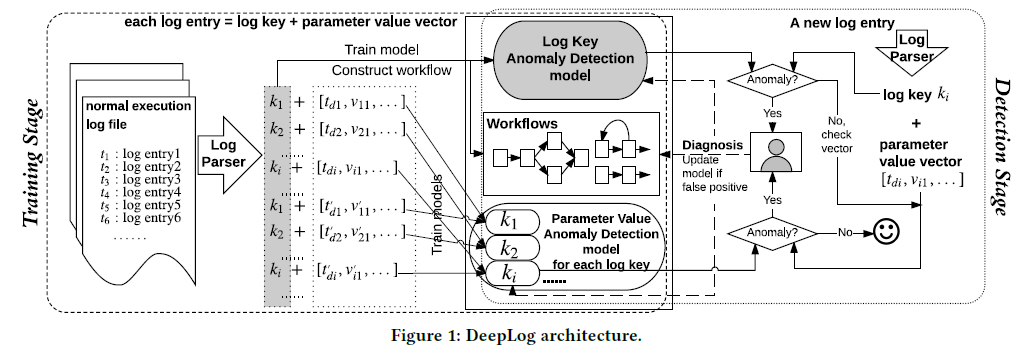 each log entry = log key + parameter value vector
Training Stage
normal execution
log file
t1 : log entry1
t2 : log entry2
t3 : log entry3
t4 : log entry4
t5 : log entry5
t6 : log entry6
......
Log
Parser
Train model
Construct workflow
k1 + [td1, v11, . . .]
k2 + [td2, v21, . . .]
......
ki + [tdi, vi1, . . .]
......
k1 + [t'd1, v'11, . . .]
k2 + [t'd2, v'21, . . .]
......
ki + [t'di, v'i1, . . .]
......
Train models
Log Key
Anomaly Detection
model
Workflows
k1
k2
ki
Parameter Value
Anomaly Detection
model
for each log key
......
Diagnosis
Update
model if
false positive
A new log entry
Log
Parser
Anomaly?
Yes
No,
check
vector
log key ki
+
parameter
value vector
[tdi, vi1, . . .]
Yes
Anomaly?
No
Detection Stage
Figure 1: DeepLog architecture.